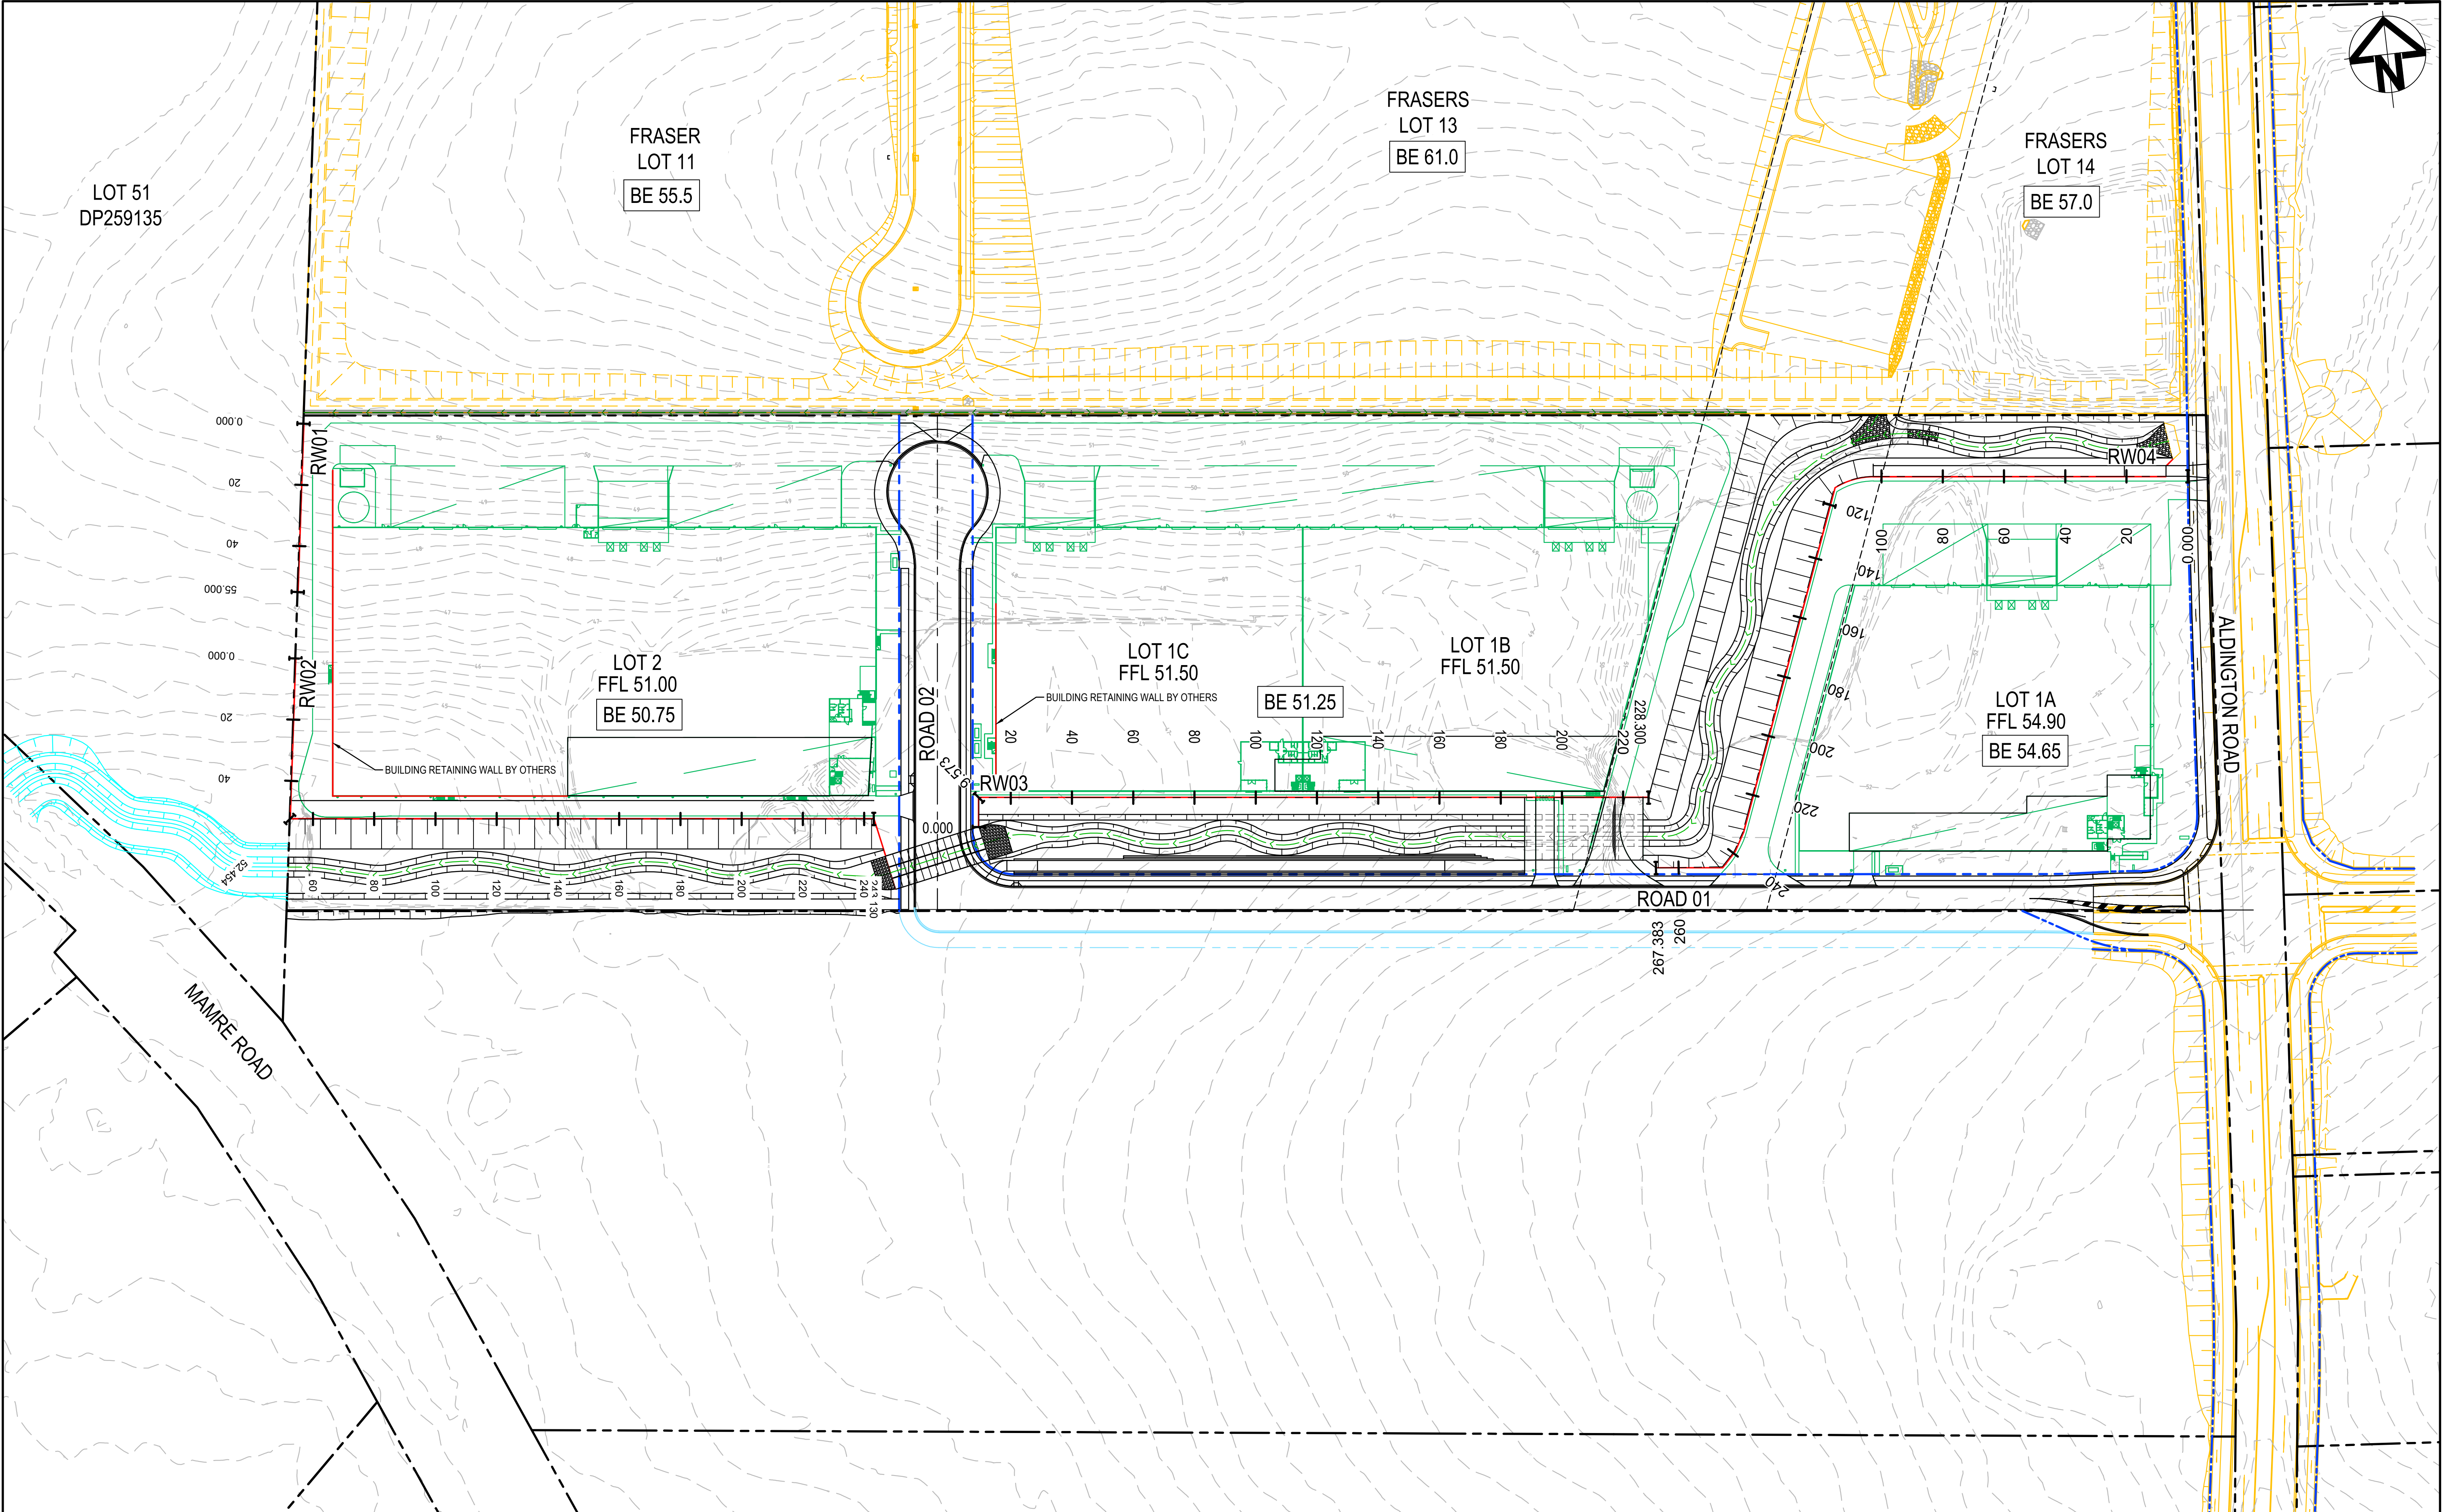 N
LOT 51
DP259135
FRASER
LOT 11
BE 55.5
FRASERS
LOT 13
BE 61.0
FRASERS
LOT 14
BE 57.0
0.000
RW01
20
40
55.000
0.000
RW02
20
40
52.454
LOT 2
FFL 51.00
BE 50.75
BUILDING RETAINING WALL BY OTHERS
60
80
100
120
140
160
180
200
220
240
243.130
ROAD 02
LOT 1C
FFL 51.50
BUILDING RETAINING WALL BY OTHERS
BE 51.25
LOT 1B
FFL 51.50
0.000
9.573
RW03
20
40
60
80
100
120
140
160
180
200
220
228.300
RW04
0.000
20
40
60
80
100
120
140
160
180
200
220
240
260
267.383
LOT 1A
FFL 54.90
BE 54.65
ROAD 01
ALDINGTON ROAD
MAMRE ROAD